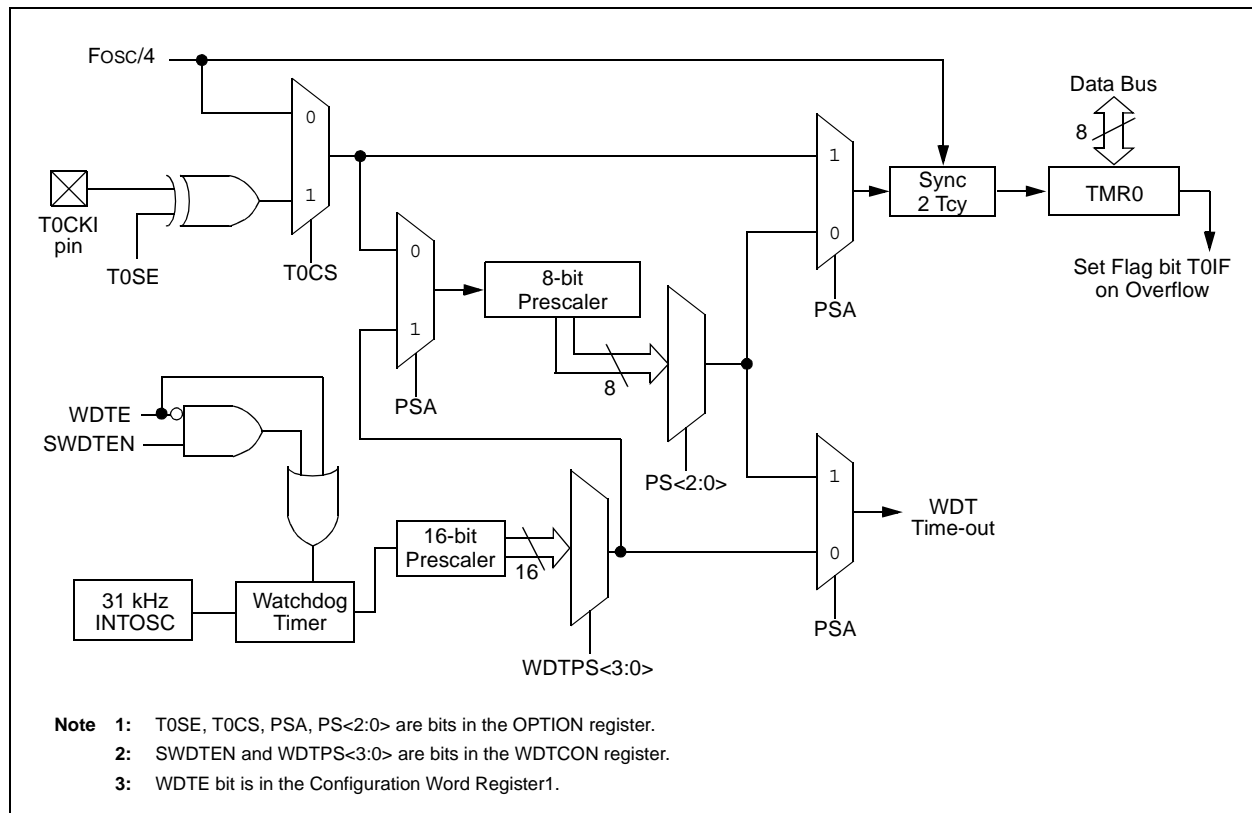 FOSC/4
Data Bus
8
0
1
T0CKI
pin
T0SE
T0CS
1
0
PSA
Sync
2 Tcy
TMR0
Set Flag bit T0IF
on Overflow
0
1
PSA
8-bit
Prescaler
8
PS<2:0>
WDTE
SWDTEN
1
0
PSA
WDT
Time-out
16-bit
Prescaler
16
WDTPS<3:0>
31 kHz
INTOSC
Watchdog
Timer
Note 1: T0SE, T0CS, PSA, PS<2:0> are bits in the OPTION register.
2: SWDTEN and WDTPS<3:0> are bits in the WDTCON register.
3: WDTE bit is in the Configuration Word Register1.